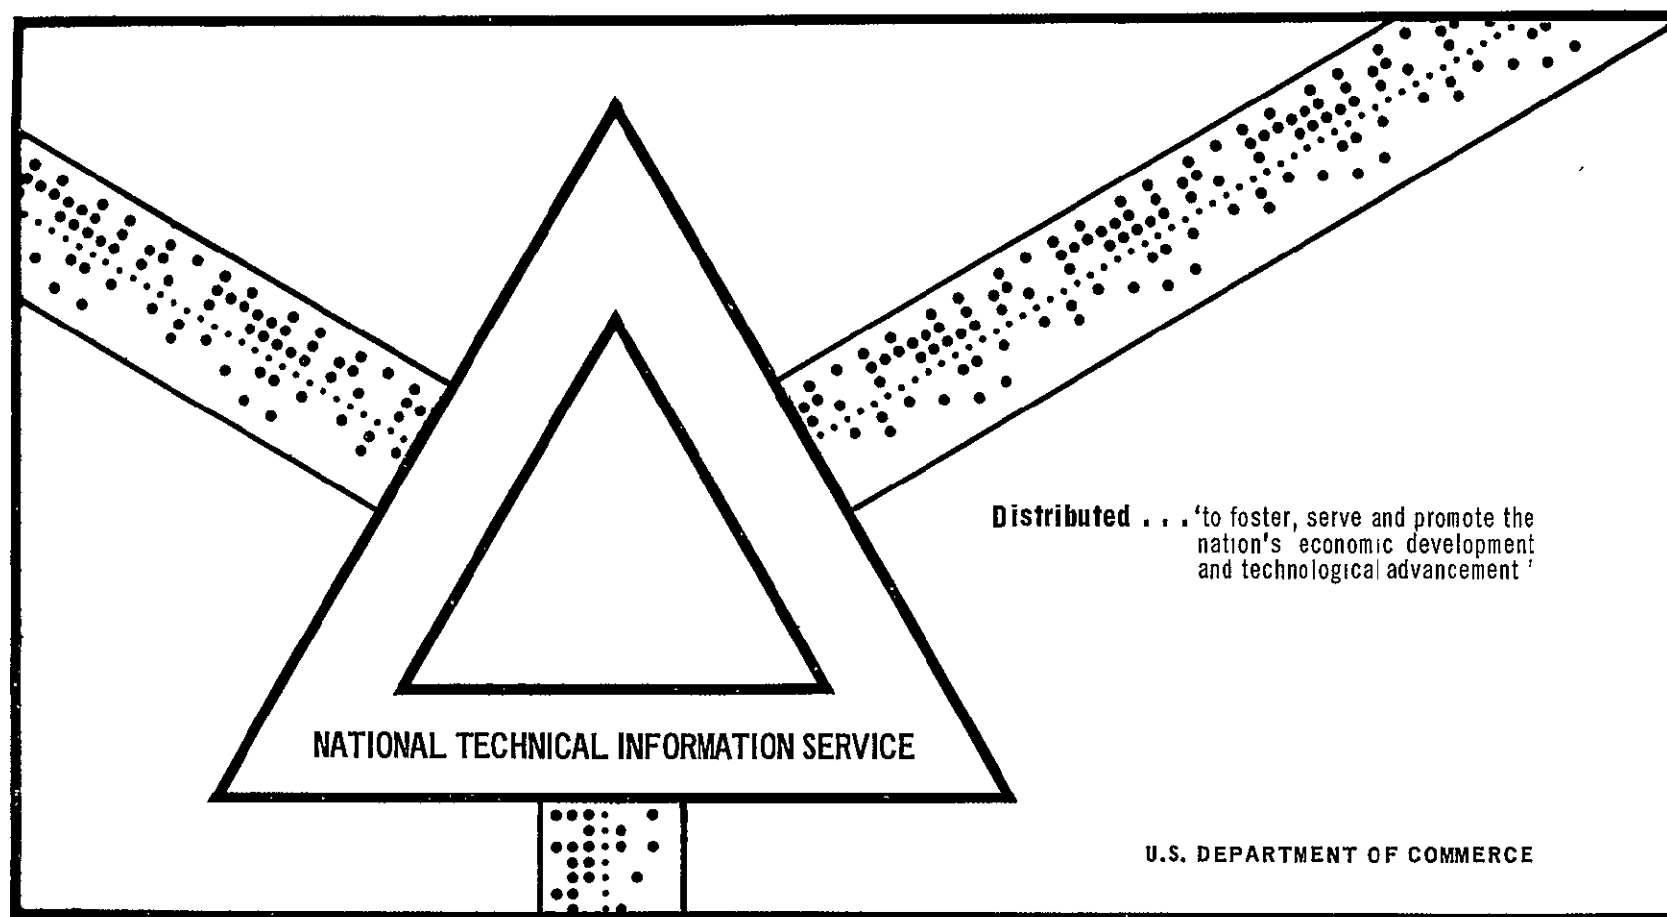 Distributed . . . 'to foster, serve and promote the
nation's economic development
and technological advancement '
NATIONAL TECHNICAL INFORMATION SERVICE
U.S. DEPARTMENT OF COMMERCE